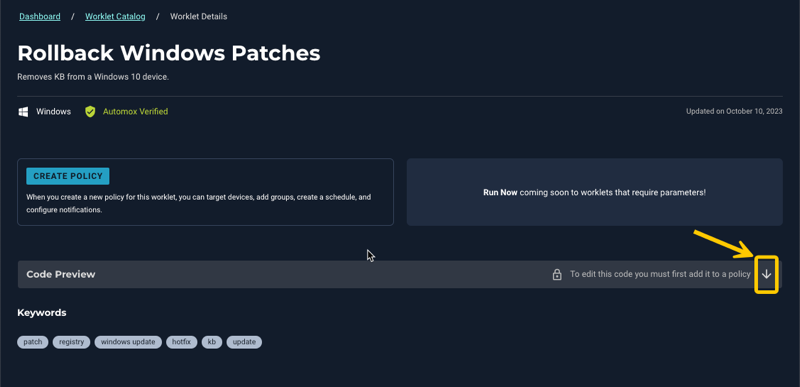 Dashboard / Worklet Catalog / Worklet Details
Rollback Windows Patches
Removes KB from a Windows 10 device.
Windows Automox Verified Updated on October 10, 2023
CREATE POLICY
When you create a new policy for this worklet, you can target devices, add groups, create a schedule, and
configure notifications.
Run Now coming soon to worklets that require parameters!
Code Preview To edit this code you must first add it to a policy
Keywords
patch registry windows update hotfix kb update